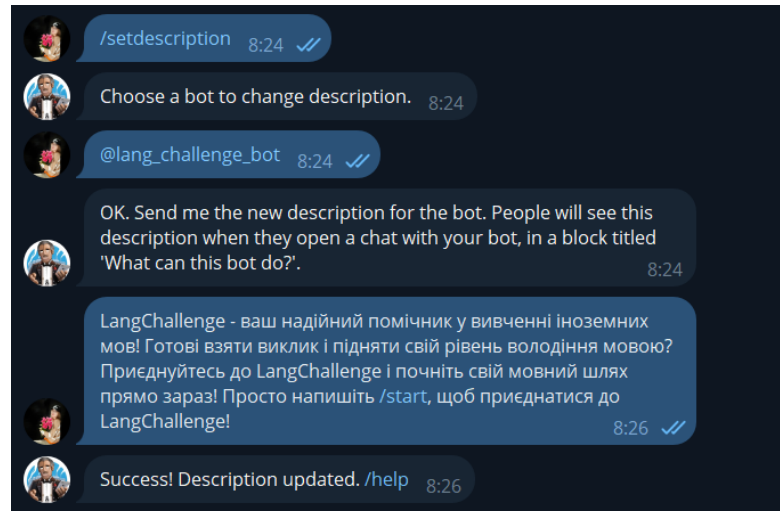 /setdescription 8:24
Choose a bot to change description. 8:24
@lang_challenge_bot 8:24
OK. Send me the new description for the bot. People will see this
description when they open a chat with your bot, in a block titled
'What can this bot do?'. 8:24
LangChallenge - ваш надійний помічник у вивченні іноземних
мов! Готові взяти виклик і підняти свій рівень володіння мовою?
Приєднуйтесь до LangChallenge і почніть свій мовний шлях
прямо зараз! Просто напишіть /start, щоб приєднатися до
LangChallenge! 8:26
Success! Description updated. /help 8:26